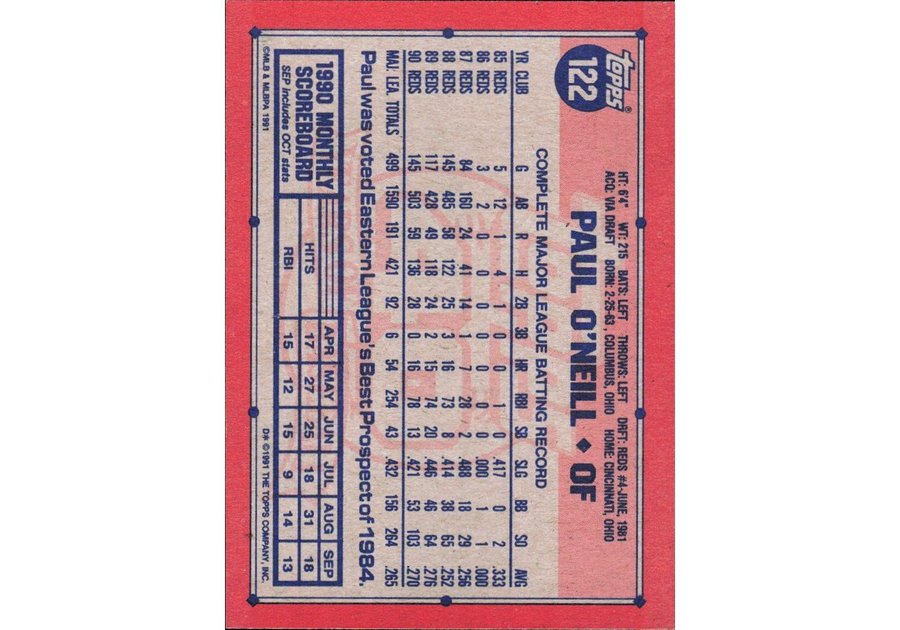 topps®
122
HT: 6'4" WT: 215 BATS: LEFT THROWS: LEFT DRFT: REDS #4-JUNE, 1981
ACQ: VIA DRAFT BORN: 2-25-63, COLUMBUS, OHIO HOME: CINCINNATI, OHIO
PAUL O'NEILL ◆ OF
COMPLETE MAJOR LEAGUE BATTING RECORD
YR CLUB G AB R H 2B 3B HR RBI SB SLG BB SO AVG
85 REDS 5 12 1 4 1 0 0 1 0 .417 0 2 .333
86 REDS 3 2 0 0 0 0 0 0 0 .000 1 1 .000
87 REDS 84 160 24 41 14 1 7 28 2 .488 18 29 .256
88 REDS 145 485 58 122 25 3 16 73 8 .414 38 65 .252
89 REDS 117 428 49 118 24 2 15 74 20 .446 46 64 .276
90 REDS 145 503 59 136 28 0 16 78 13 .421 53 103 .270
MAJ. LEA. TOTALS 499 1590 191 421 92 6 54 254 43 .432 156 264 .265
Paul was voted Eastern League's Best Prospect of 1984.
1990 MONTHLY SCOREBOARD
SEP includes OCT stats
APR MAY JUN JUL AUG SEP
HITS 17 27 25 18 31 18
RBI 15 12 15 9 14 13
©MLB & MLBPA 1991
D* ©1991 THE TOPPS COMPANY, INC.